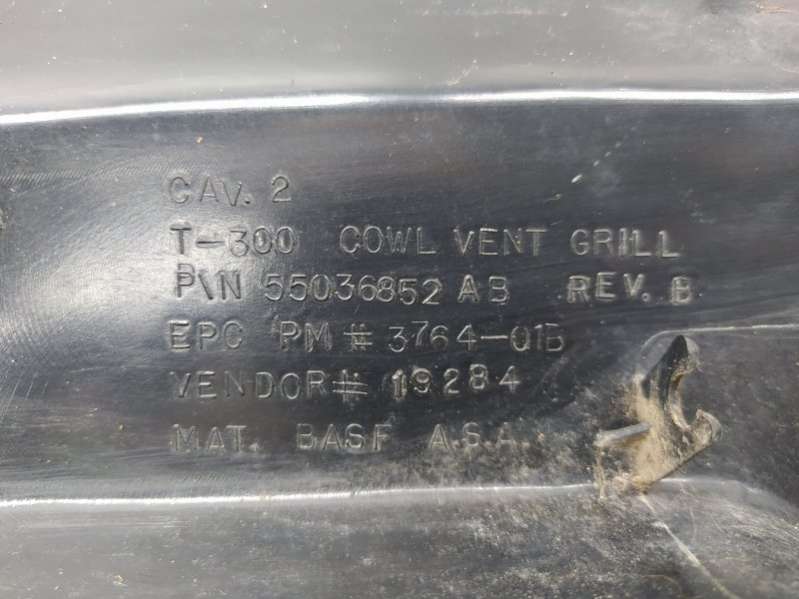 CAV. 2
T-300 COWL VENT GRILL
P\N 55036852 AB REV. B
EPC PM # 3764-01B
VENDOR# 19284
MAT. BASF A.S.A.